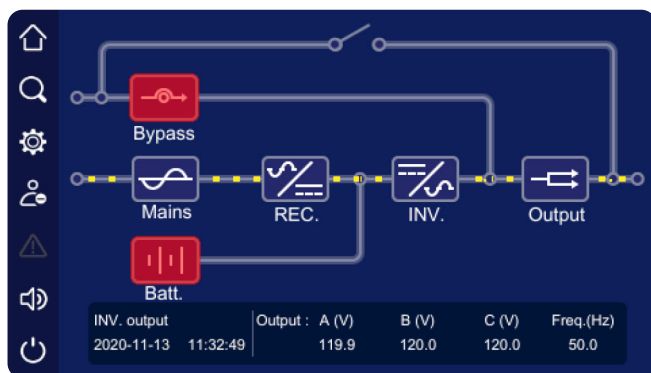 Bypass
Mains
REC.
INV.
Output
Batt.
INV. output
Output : A (V) B (V) C (V) Freq.(Hz)
2020-11-13 11:32:49 119.9 120.0 120.0 50.0